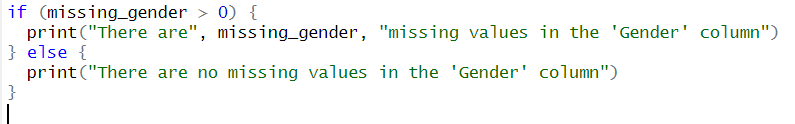 if (missing_gender > 0) {
  print("There are", missing_gender, "missing values in the 'Gender' column")
} else {
  print("There are no missing values in the 'Gender' column")
}